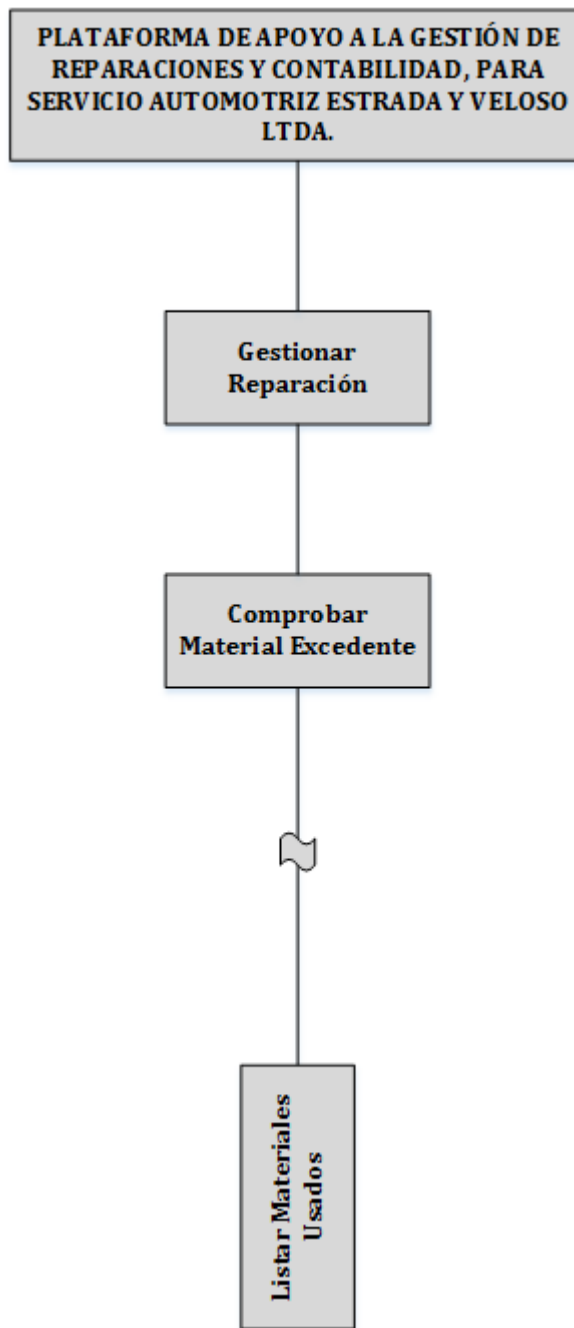 PLATAFORMA DE APOYO A LA GESTIÓN DE
REPARACIONES Y CONTABILIDAD, PARA
SERVICIO AUTOMOTRIZ ESTRADA Y VELOSO
LTDA.
Gestionar
Reparación
Comprobar
Material Excedente
Listar Materiales
Usados